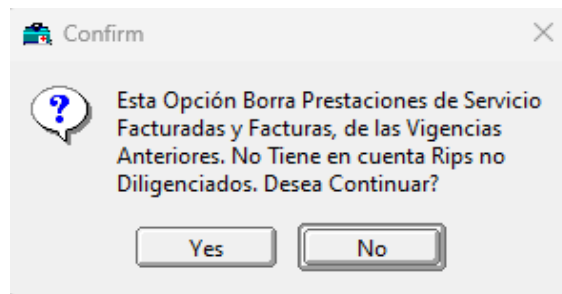 Confirm
?
Esta Opción Borra Prestaciones de Servicio
Facturadas y Facturas, de las Vigencias
Anteriores. No Tiene en cuenta Rips no
Diligenciados. Desea Continuar?
Yes
No